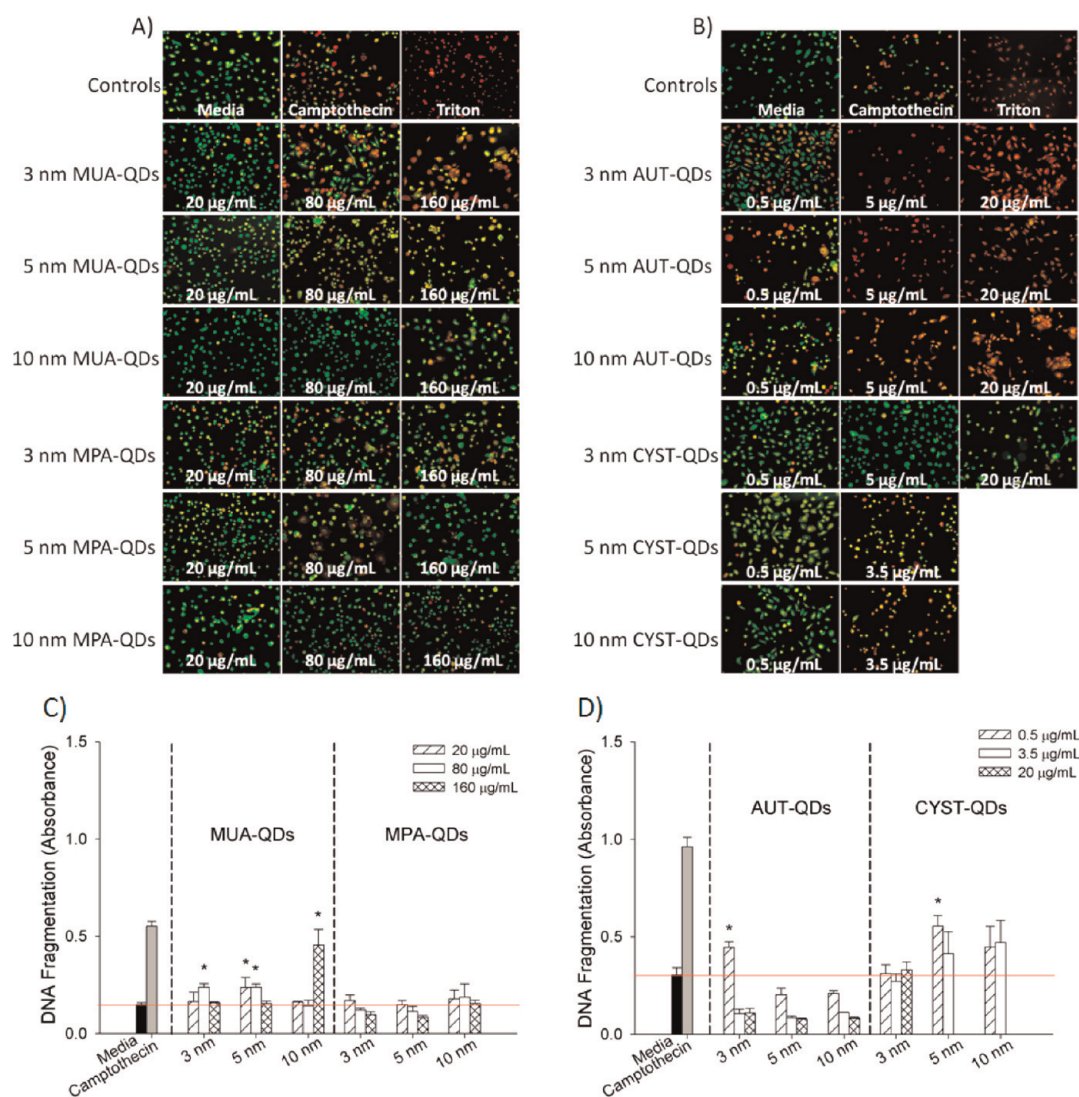 A)
Controls
Media Camptothecin Triton
3 nm MUA-QDs
20 µg/mL 80 µg/mL 160 µg/mL
5 nm MUA-QDs
20 µg/mL 80 µg/mL 160 µg/mL
10 nm MUA-QDs
20 µg/mL 80 µg/mL 160 µg/mL
3 nm MPA-QDs
20 µg/mL 80 µg/mL 160 µg/mL
5 nm MPA-QDs
20 µg/mL 80 µg/mL 160 µg/mL
10 nm MPA-QDs
20 µg/mL 80 µg/mL 160 µg/mL
B)
Controls
Media Camptothecin Triton
3 nm AUT-QDs
0.5 µg/mL 5 µg/mL 20 µg/mL
5 nm AUT-QDs
0.5 µg/mL 5 µg/mL 20 µg/mL
10 nm AUT-QDs
0.5 µg/mL 5 µg/mL 20 µg/mL
3 nm CYST-QDs
0.5 µg/mL 5 µg/mL 20 µg/mL
5 nm CYST-QDs
0.5 µg/mL 3.5 µg/mL
10 nm CYST-QDs
0.5 µg/mL 3.5 µg/mL
C)
DNA Fragmentation (Absorbance)
1.5
1.0
0.5
0.0
20 µg/mL
80 µg/mL
160 µg/mL
MUA-QDs MPA-QDs
* * * *
Media
Camptothecin
3 nm 5 nm 10 nm 3 nm 5 nm 10 nm
D)
DNA Fragmentation (Absorbance)
1.5
1.0
0.5
0.0
0.5 µg/mL
3.5 µg/mL
20 µg/mL
AUT-QDs CYST-QDs
* *
Media
Camptothecin
3 nm 5 nm 10 nm 3 nm 5 nm 10 nm